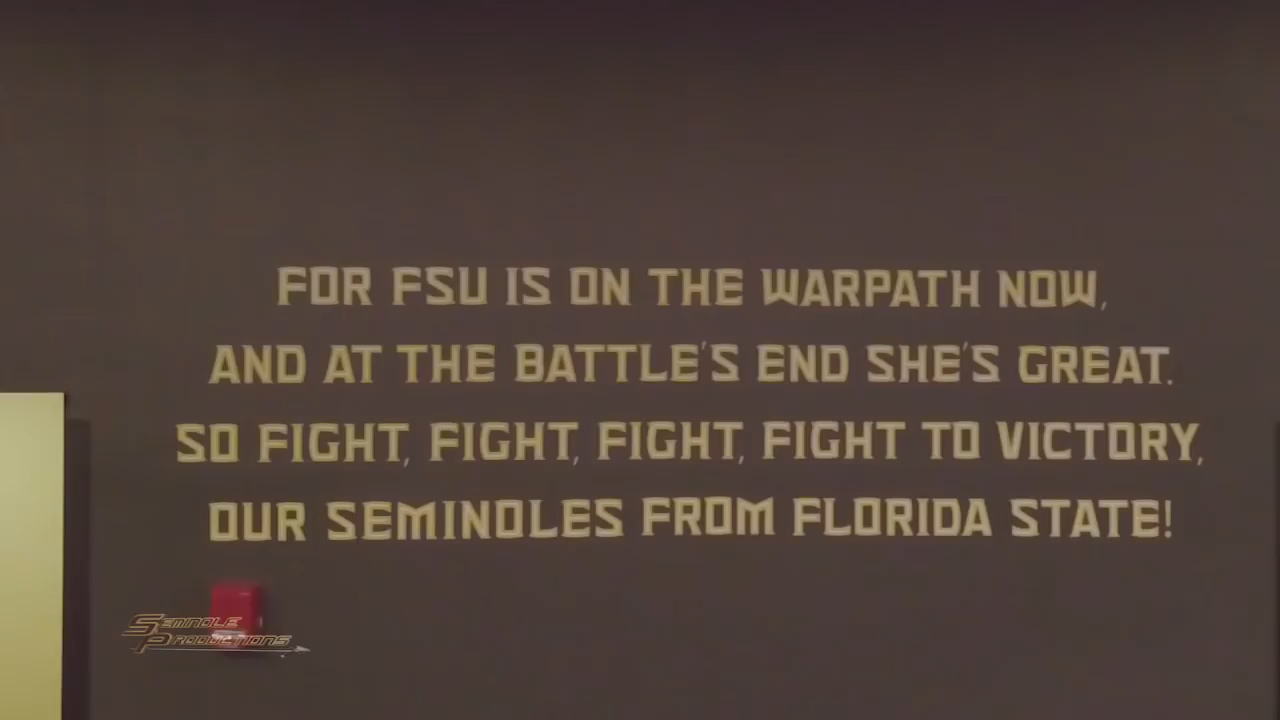 FOR FSU IS ON THE WARPATH NOW,
AND AT THE BATTLE'S END SHE'S GREAT.
SO FIGHT, FIGHT, FIGHT, FIGHT TO VICTORY,
OUR SEMINOLES FROM FLORIDA STATE!
SEMINOLE
PRODUCTIONS